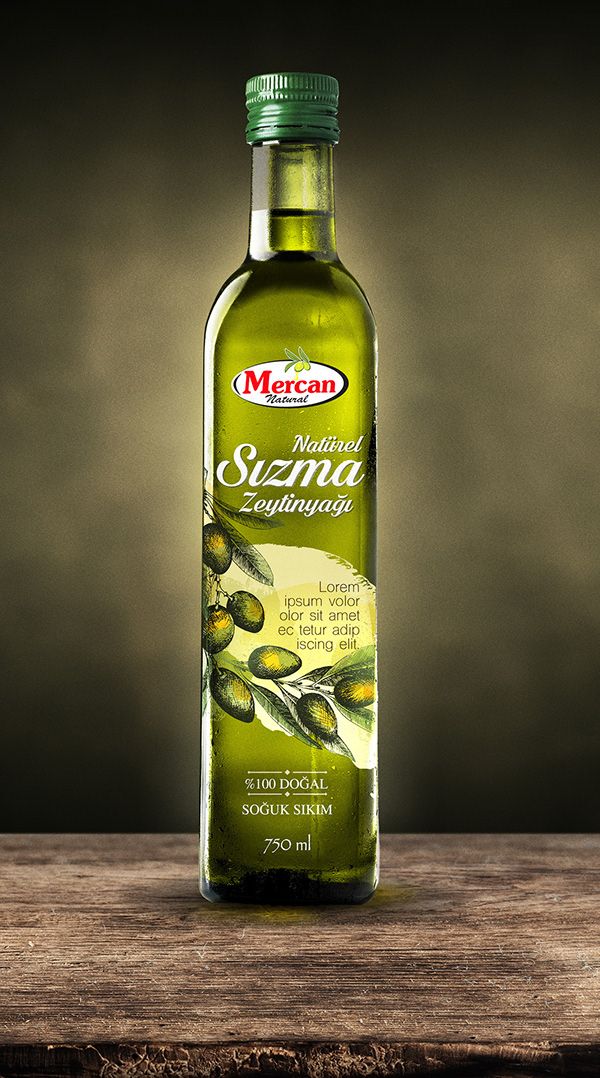 Mercan
Natural
Natürel
Sızma
Zeytinyağı
Lorem
ipsum volor
olor sit amet
ec tetur adip
iscing elit.
%100 DOĞAL
SOĞUK SIKIM
750 ml